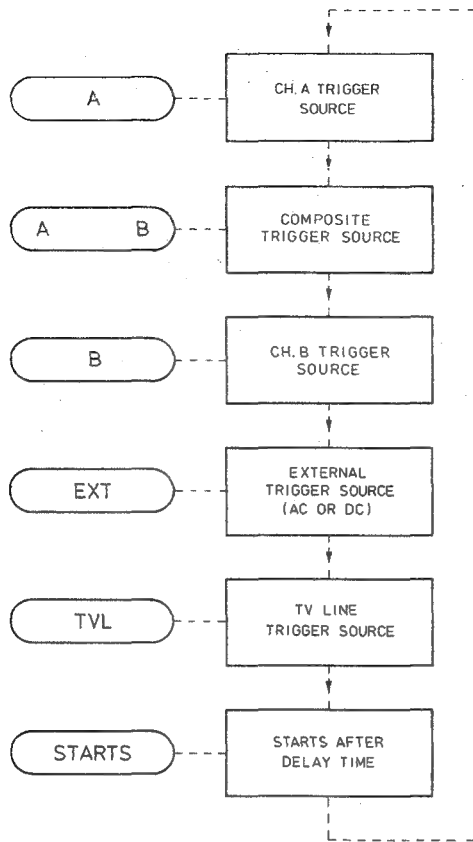 A
CH. A TRIGGER
SOURCE
A B
COMPOSITE
TRIGGER SOURCE
B
CH. B TRIGGER
SOURCE
EXT
EXTERNAL
TRIGGER SOURCE
(AC OR DC)
TVL
TV LINE
TRIGGER SOURCE
STARTS
STARTS AFTER
DELAY TIME